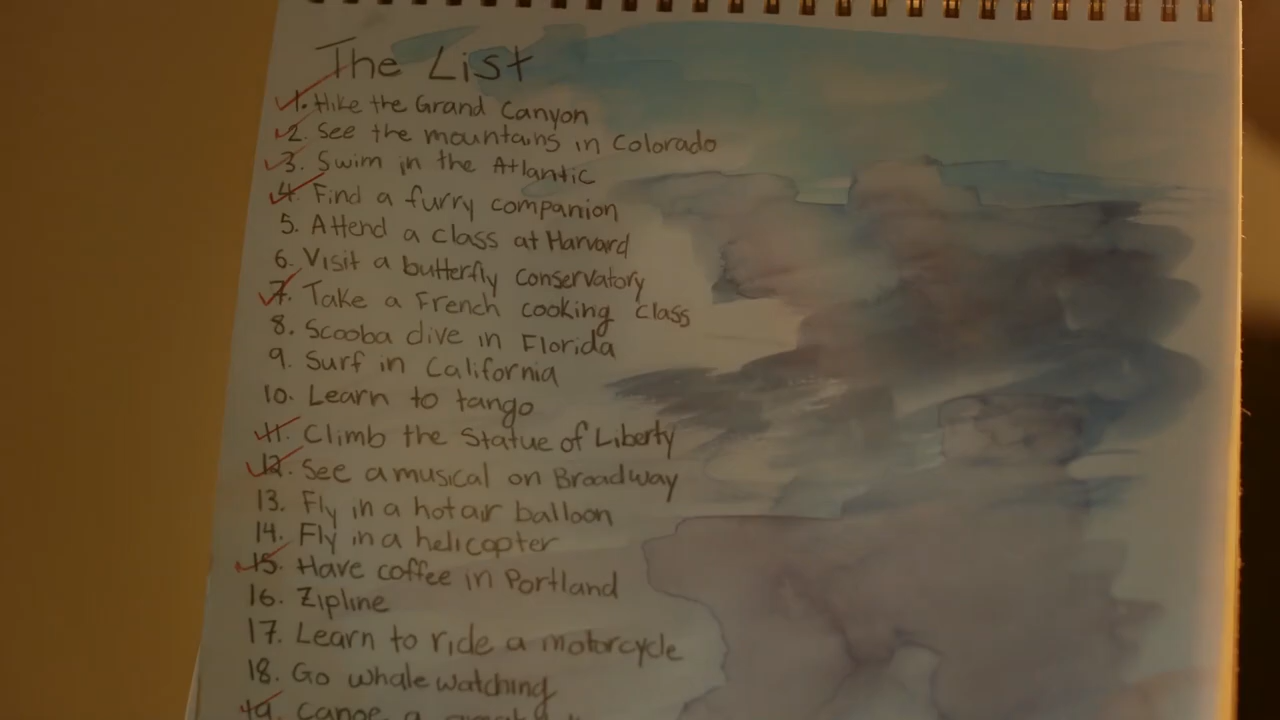 The List
1. Hike the Grand Canyon
2. See the mountains in Colorado
3. Swim in the Atlantic
4. Find a furry companion
5. Attend a class at Harvard
6. Visit a butterfly conservatory
7. Take a French cooking class
8. Scooba dive in Florida
9. Surf in California
10. Learn to tango
11. Climb the Statue of Liberty
12. See a musical on Broadway
13. Fly in a hot air balloon
14. Fly in a helicopter
15. Have coffee in Portland
16. Zipline
17. Learn to ride a motorcycle
18. Go whale watching
19. Canoe a